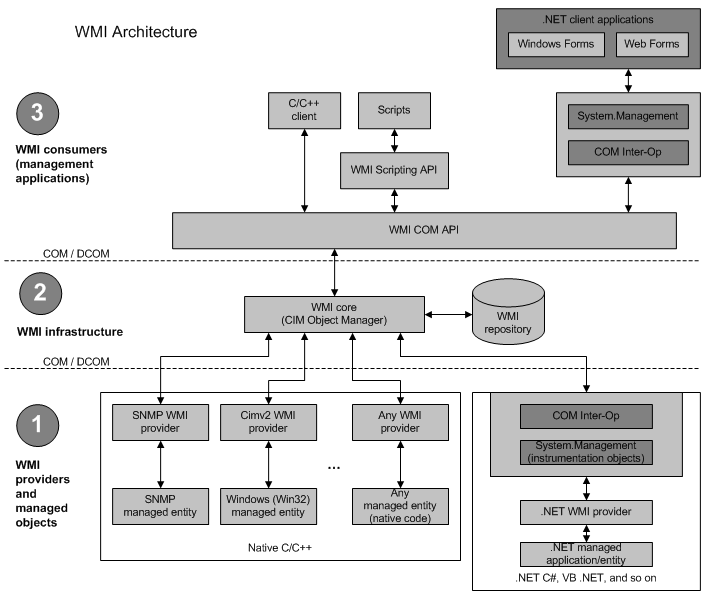 WMI Architecture
.NET client applications
Windows Forms
Web Forms
3
WMI consumers
(management
applications)
C/C++
client
Scripts
System.Management
COM Inter-Op
WMI Scripting API
WMI COM API
COM / DCOM
2
WMI infrastructure
WMI core
(CIM Object Manager)
WMI
repository
COM / DCOM
1
WMI
providers
and
managed
objects
SNMP WMI
provider
Cimv2 WMI
provider
Any WMI
provider
...
SNMP
managed entity
Windows (Win32)
managed entity
Any
managed entity
(native code)
Native C/C++
COM Inter-Op
System.Management
(instrumentation objects)
.NET WMI provider
.NET managed
application/entity
.NET C#, VB .NET, and so on